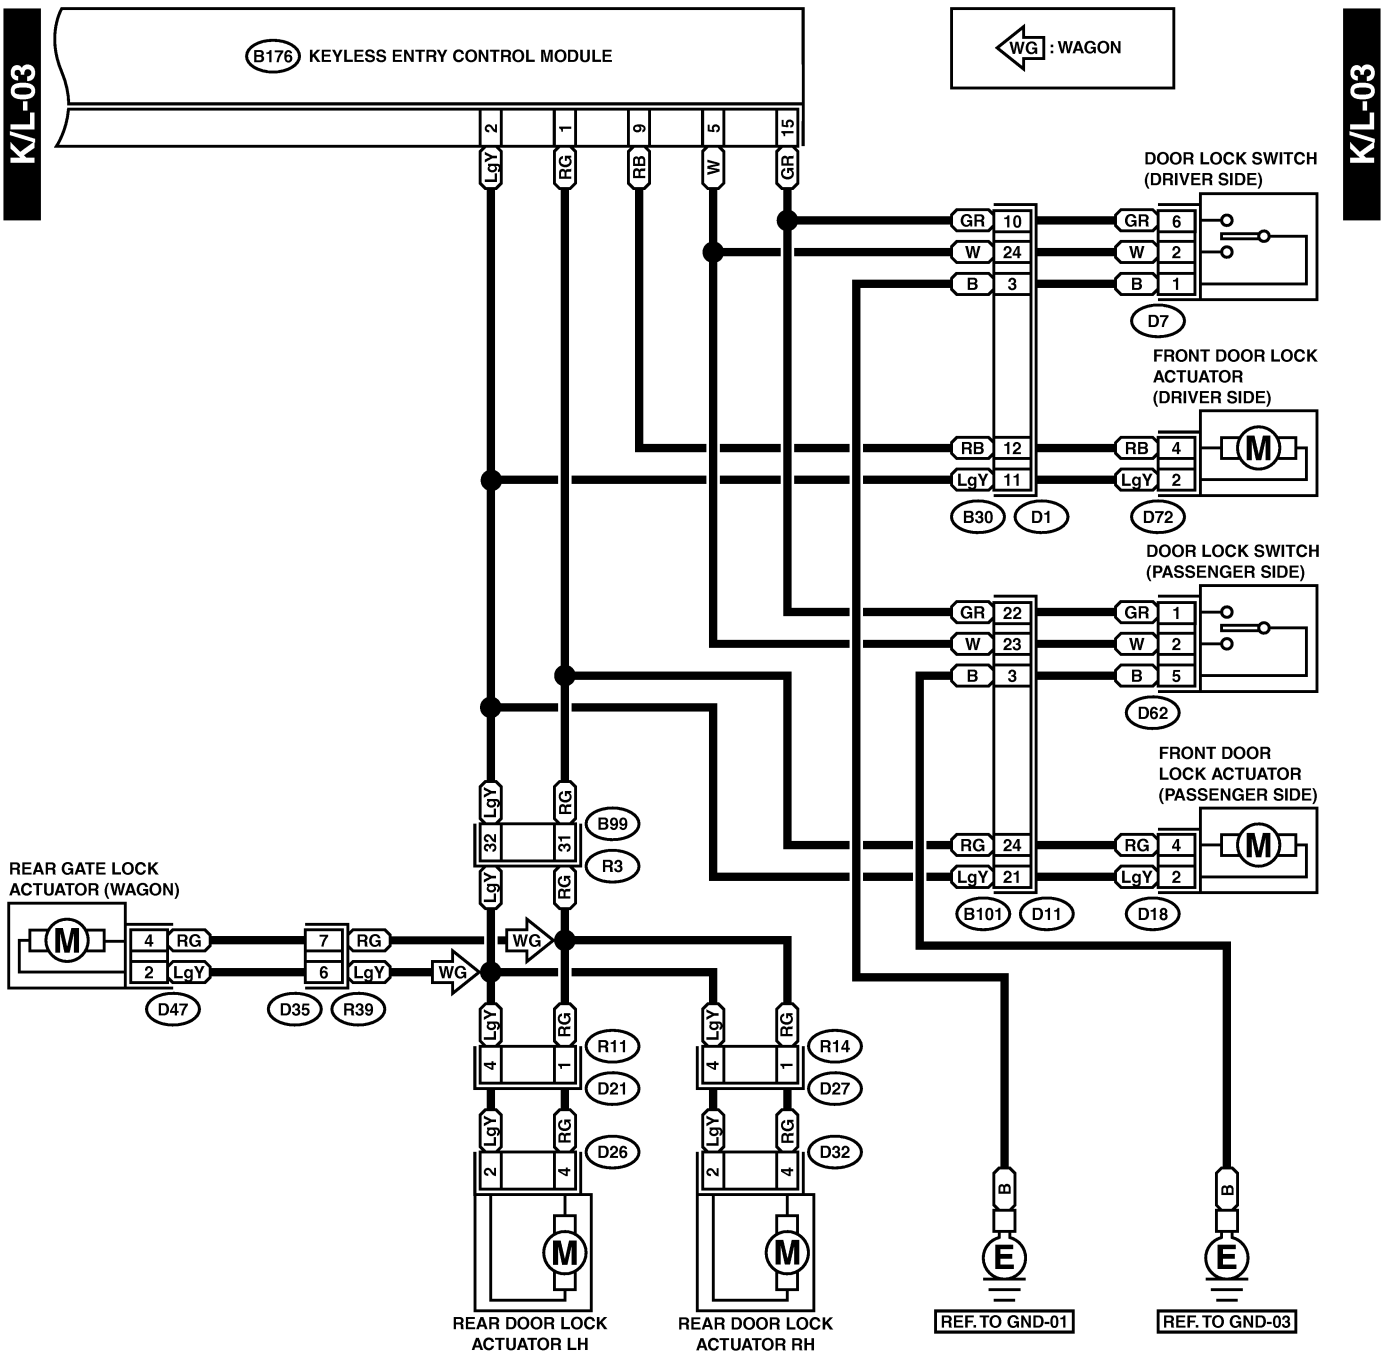 K/L-03
B176 KEYLESS ENTRY CONTROL MODULE
WG : WAGON
K/L-03
2 1 9 5 15
LgY RG RB W GR
DOOR LOCK SWITCH
(DRIVER SIDE)
GR 10 GR 6
W 24 W 2
B 3 B 1
D7
FRONT DOOR LOCK
ACTUATOR
(DRIVER SIDE)
RB 12 RB 4 M
LgY 11 LgY 2
B30 D1 D72
DOOR LOCK SWITCH
(PASSENGER SIDE)
GR 22 GR 1
W 23 W 2
B 3 B 5
D62
FRONT DOOR
LOCK ACTUATOR
(PASSENGER SIDE)
RG 24 RG 4 M
LgY 21 LgY 2
B101 D11 D18
LgY RG
B99
32 31
R3
LgY RG
REAR GATE LOCK
ACTUATOR (WAGON)
M 4 RG 7 RG WG
2 LgY 6 LgY WG
D47 D35 R39
LgY RG LgY RG
R11 R14
4 1 4 1
D21 D27
LgY RG LgY RG
D26 D32
2 4 2 4
M M
REAR DOOR LOCK
ACTUATOR LH
REAR DOOR LOCK
ACTUATOR RH
B B
E E
REF. TO GND-01
REF. TO GND-03